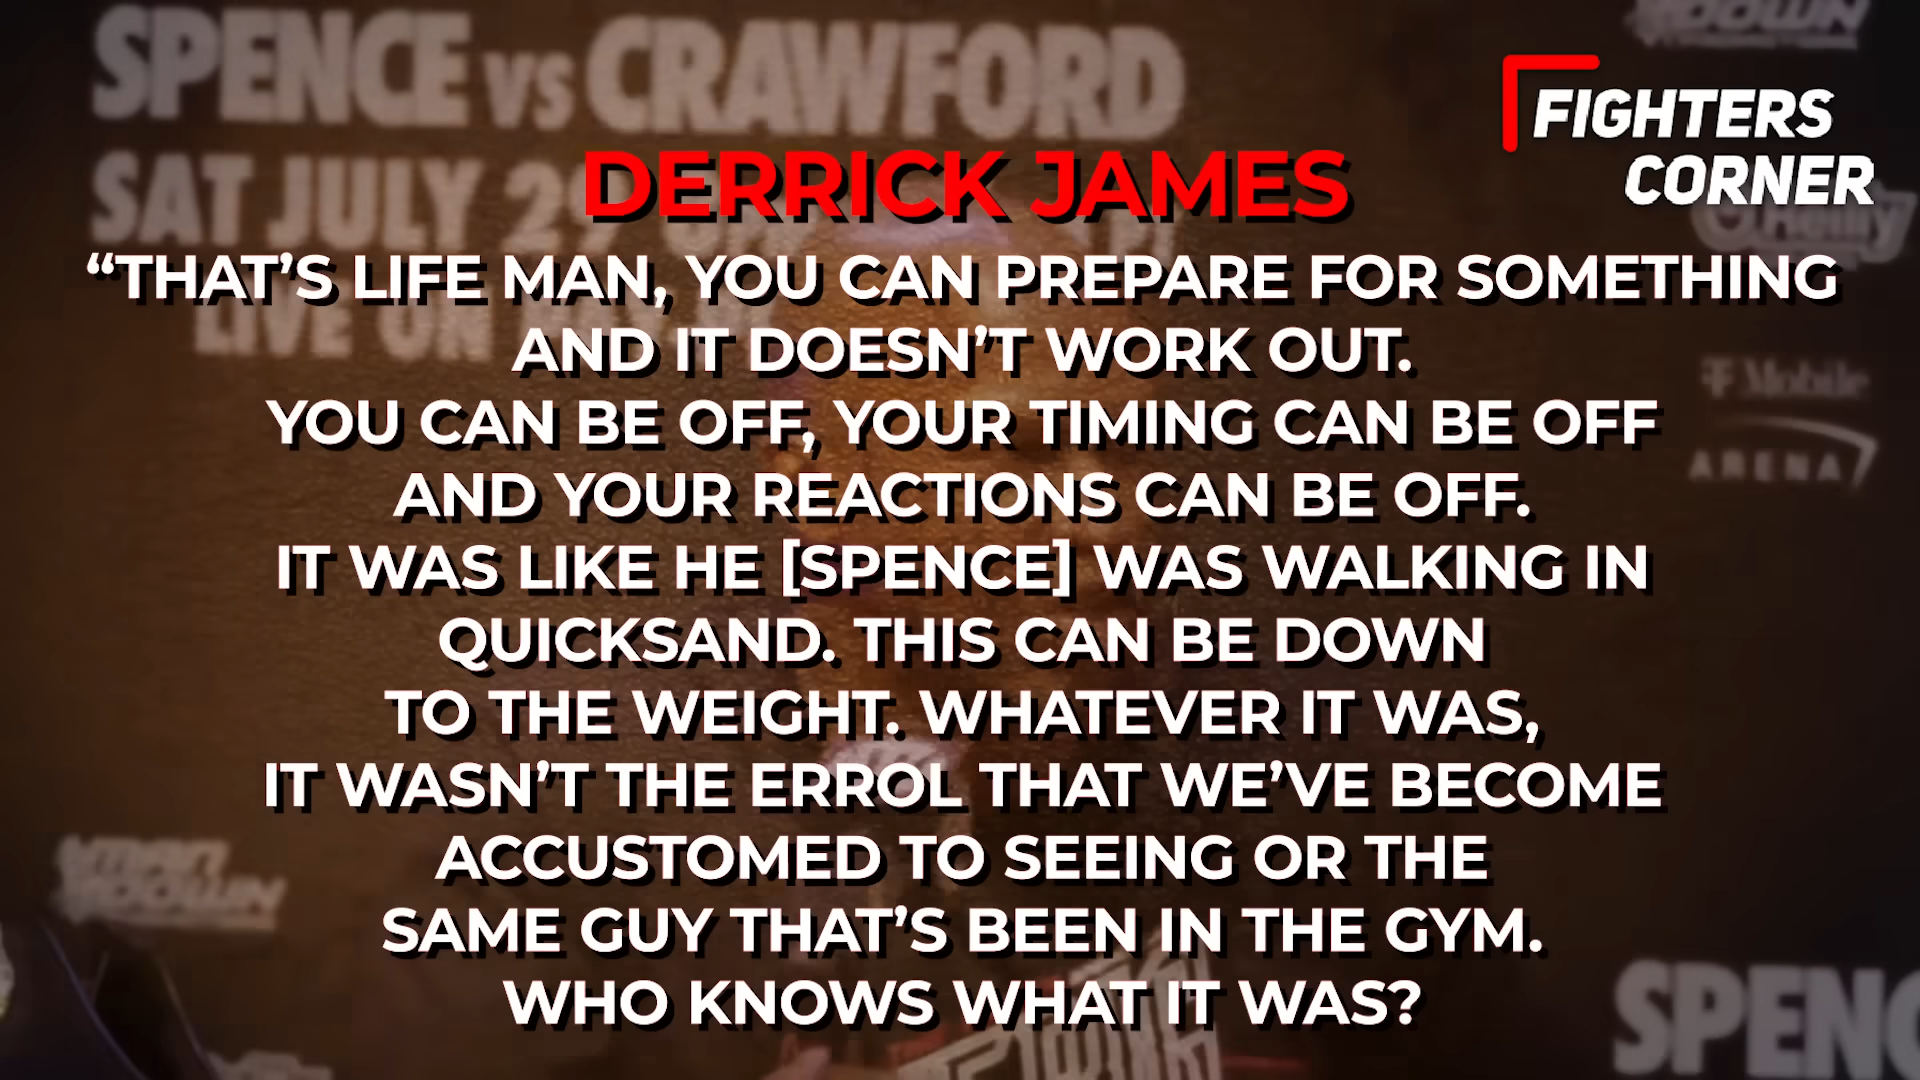 SPENCE VS CRAWFORD
FIGHTERS
CORNER
SAT JULY 29
DERRICK JAMES
“THAT’S LIFE MAN, YOU CAN PREPARE FOR SOMETHING
LIVE ON
AND IT DOESN’T WORK OUT.
YOU CAN BE OFF, YOUR TIMING CAN BE OFF
AND YOUR REACTIONS CAN BE OFF.
IT WAS LIKE HE [SPENCE] WAS WALKING IN
QUICKSAND. THIS CAN BE DOWN
TO THE WEIGHT. WHATEVER IT WAS,
IT WASN’T THE ERROL THAT WE’VE BECOME
ACCUSTOMED TO SEEING OR THE
SAME GUY THAT’S BEEN IN THE GYM.
WHO KNOWS WHAT IT WAS?
O'Reilly
T Mobile
ARENA
SPENC